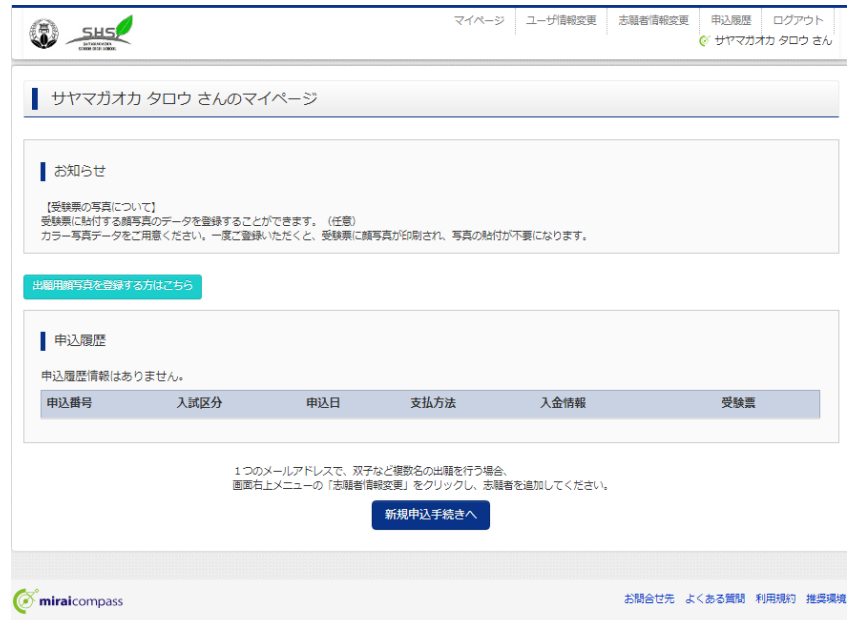 SHS
マイページ ユーザ情報変更 志願者情報変更 申込履歴 ログアウト
サヤマガオカ タロウ さん
サヤマガオカ タロウ さんのマイページ
お知らせ
【受験票の写真について】
受験票に貼付する顔写真のデータを登録することができます。（任意）
カラー写真データをご用意ください。一度ご登録いただくと、受験票に顔写真が印刷され、写真の貼付が不要になります。
出願用顔写真を登録する方はこちら
申込履歴
申込履歴情報はありません。
申込番号 入試区分 申込日 支払方法 入金情報 受験票
１つのメールアドレスで、双子など複数名の出願を行う場合、
画面右上メニューの「志願者情報変更」をクリックし、志願者を追加してください。
新規申込手続きへ
miraicompass
お問合せ先 よくある質問 利用規約 推奨環境